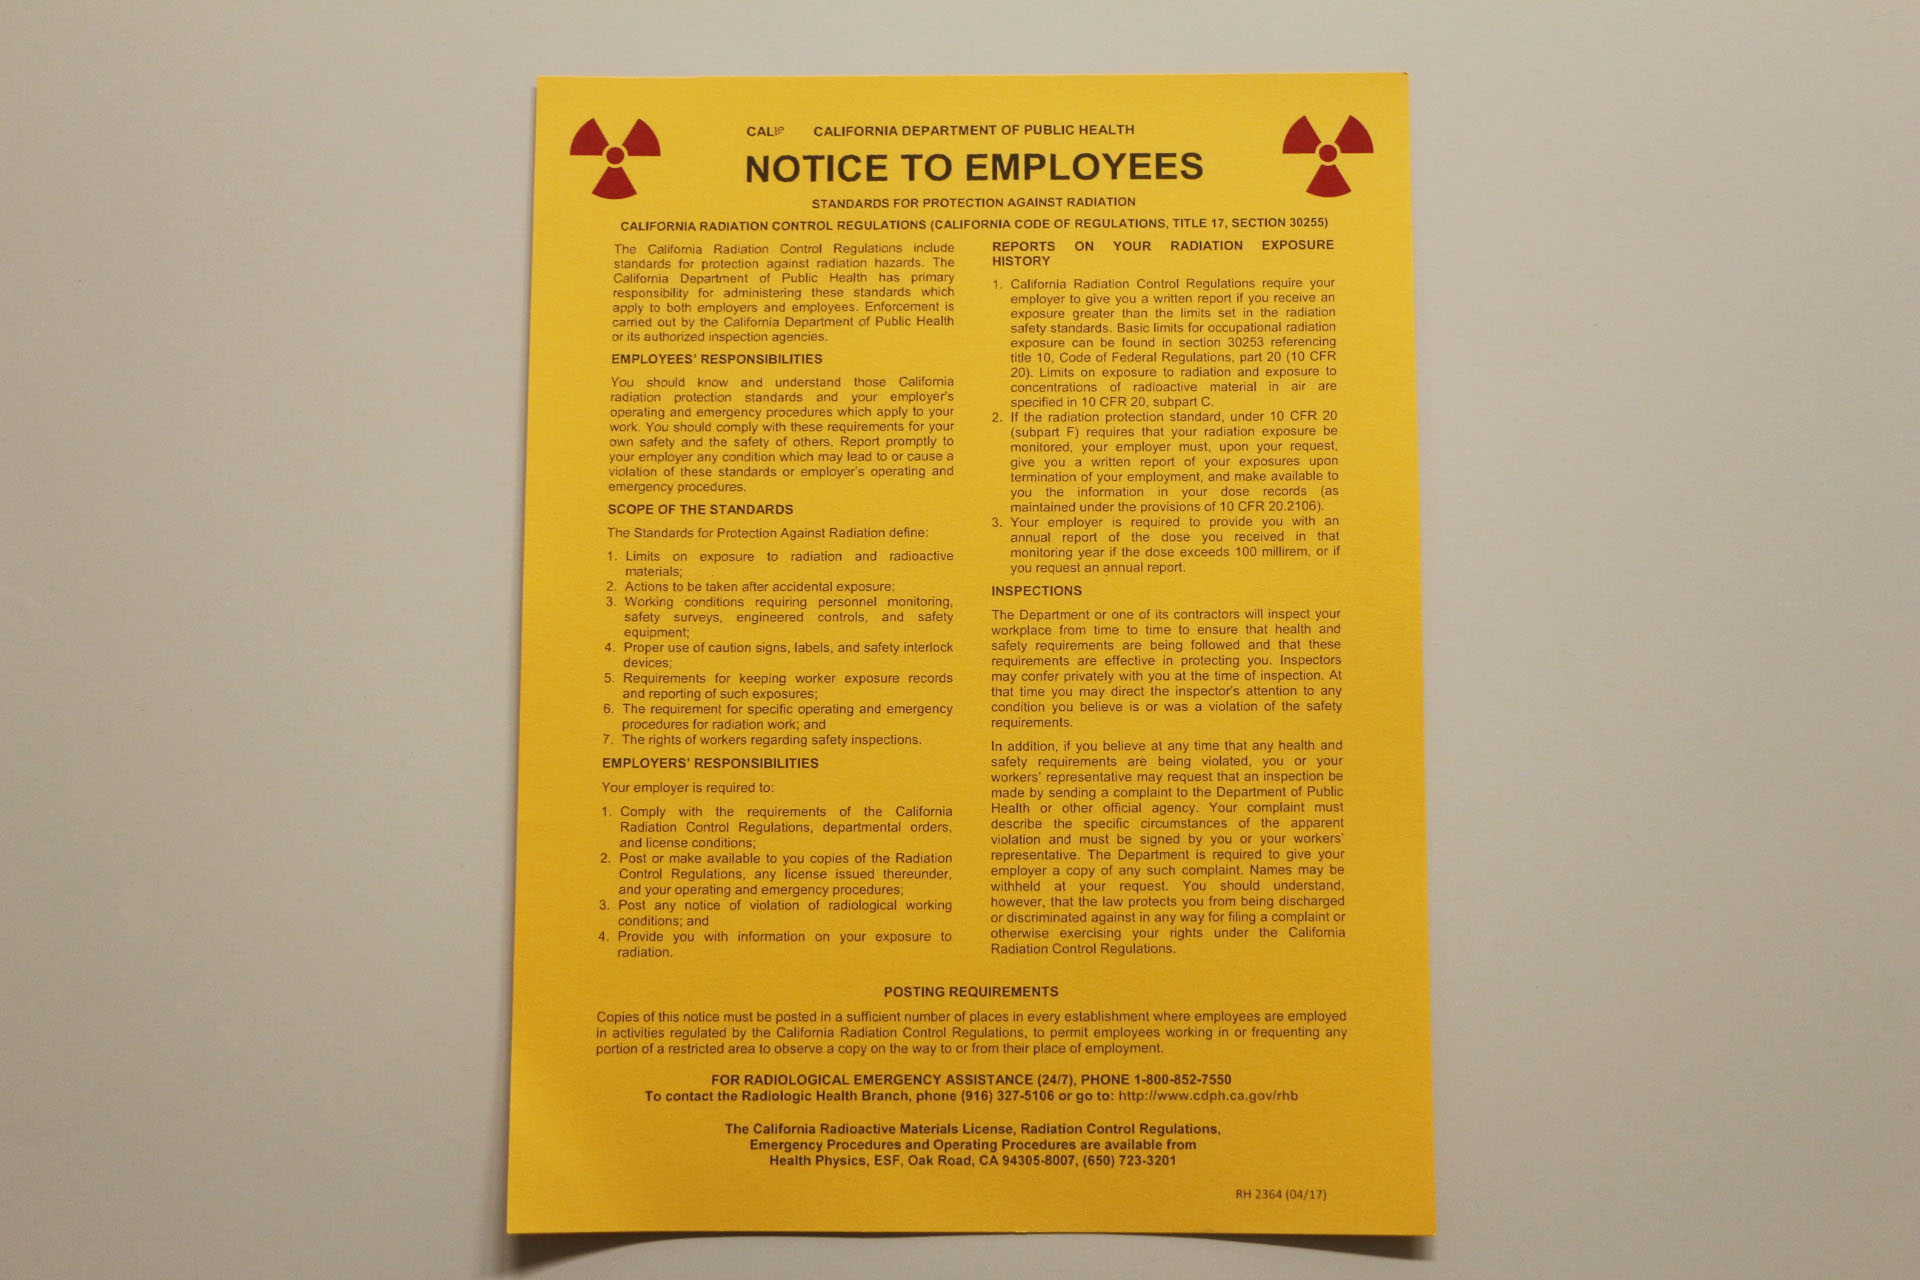 CAL CALIFORNIA DEPARTMENT OF PUBLIC HEALTH
NOTICE TO EMPLOYEES
STANDARDS FOR PROTECTION AGAINST RADIATION
CALIFORNIA RADIATION CONTROL REGULATIONS (CALIFORNIA CODE OF REGULATIONS, TITLE 17, SECTION 30255)
The California Radiation Control Regulations include
standards for protection against radiation hazards. The
California Department of Public Health has primary
responsibility for administering these standards which
apply to both employers and employees. Enforcement is
carried out by the California Department of Public Health
or its authorized inspection agencies.
EMPLOYEES' RESPONSIBILITIES
You should know and understand those California
radiation protection standards and your employer's
operating and emergency procedures which apply to your
work. You should comply with these requirements for your
own safety and the safety of others. Report promptly to
your employer any condition which may lead to or cause a
violation of these standards or employer's operating and
emergency procedures.
SCOPE OF THE STANDARDS
The Standards for Protection Against Radiation define:
1. Limits on exposure to radiation and radioactive
materials;
2. Actions to be taken after accidental exposure;
3. Working conditions requiring personnel monitoring,
safety surveys, engineered controls, and safety
equipment;
4. Proper use of caution signs, labels, and safety interlock
devices;
5. Requirements for keeping worker exposure records
and reporting of such exposures;
6. The requirement for specific operating and emergency
procedures for radiation work; and
7. The rights of workers regarding safety inspections.
EMPLOYERS' RESPONSIBILITIES
Your employer is required to:
1. Comply with the requirements of the California
Radiation Control Regulations, departmental orders,
and license conditions;
2. Post or make available to you copies of the Radiation
Control Regulations, any license issued thereunder,
and your operating and emergency procedures;
3. Post any notice of violation of radiological working
conditions; and
4. Provide you with information on your exposure to
radiation.
REPORTS ON YOUR RADIATION EXPOSURE
HISTORY
1. California Radiation Control Regulations require your
employer to give you a written report if you receive an
exposure greater than the limits set in the radiation
safety standards. Basic limits for occupational radiation
exposure can be found in section 30253 referencing
title 10, Code of Federal Regulations, part 20 (10 CFR
20). Limits on exposure to radiation and exposure to
concentrations of radioactive material in air are
specified in 10 CFR 20, subpart C.
2. If the radiation protection standard, under 10 CFR 20
(subpart F) requires that your radiation exposure be
monitored, your employer must, upon your request,
give you a written report of your exposures upon
termination of your employment, and make available to
you the information in your dose records (as
maintained under the provisions of 10 CFR 20.2106).
3. Your employer is required to provide you with an
annual report of the dose you received in that
monitoring year if the dose exceeds 100 millirem, or if
you request an annual report.
INSPECTIONS
The Department or one of its contractors will inspect your
workplace from time to time to ensure that health and
safety requirements are being followed and that these
requirements are effective in protecting you. Inspectors
may confer privately with you at the time of inspection. At
that time you may direct the inspector's attention to any
condition you believe is or was a violation of the safety
requirements.
In addition, if you believe at any time that any health and
safety requirements are being violated, you or your
workers' representative may request that an inspection be
made by sending a complaint to the Department of Public
Health or other official agency. Your complaint must
describe the specific circumstances of the apparent
violation and must be signed by you or your workers'
representative. The Department is required to give your
employer a copy of any such complaint. Names may be
withheld at your request. You should understand,
however, that the law protects you from being discharged
or discriminated against in any way for filing a complaint or
otherwise exercising your rights under the California
Radiation Control Regulations.
POSTING REQUIREMENTS
Copies of this notice must be posted in a sufficient number of places in every establishment where employees are employed
in activities regulated by the California Radiation Control Regulations, to permit employees working in or frequenting any
portion of a restricted area to observe a copy on the way to or from their place of employment.
FOR RADIOLOGICAL EMERGENCY ASSISTANCE (24/7), PHONE 1-800-852-7550
To contact the Radiologic Health Branch, phone (916) 327-5106 or go to: http://www.cdph.ca.gov/rhb
The California Radioactive Materials License, Radiation Control Regulations,
Emergency Procedures and Operating Procedures are available from
Health Physics, ESF, Oak Road, CA 94305-8007, (650) 723-3201
RH 2364 (04/17)